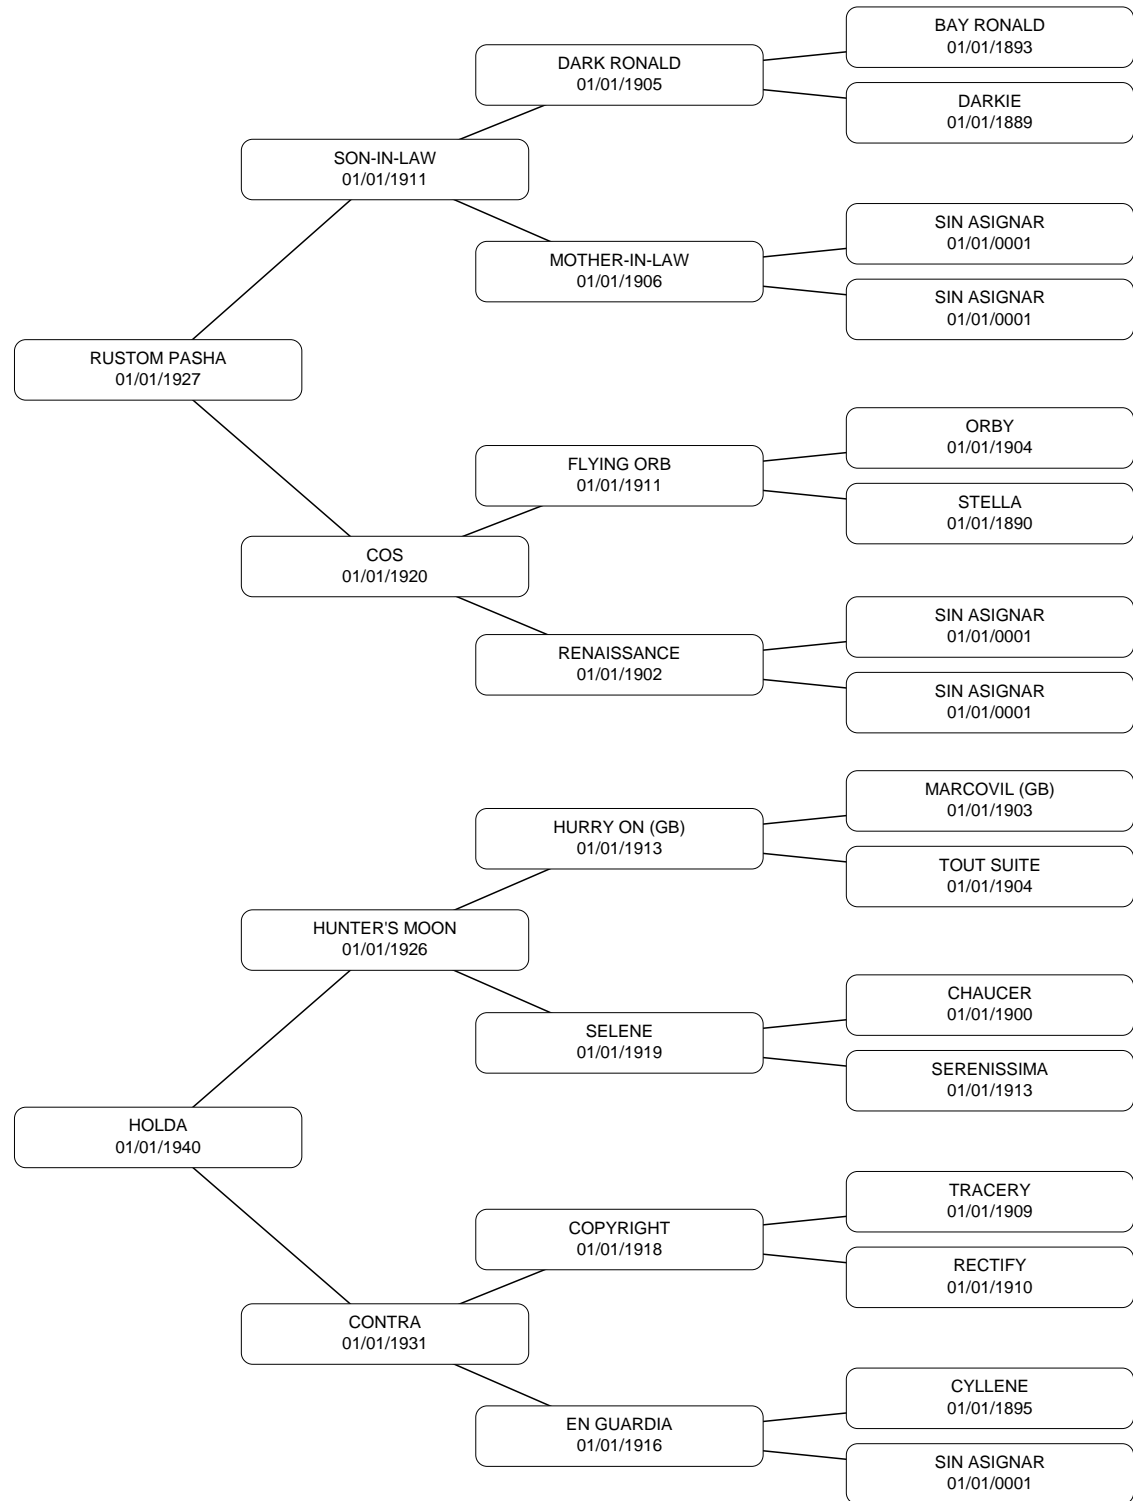 BAY RONALD
01/01/1893
DARK RONALD
01/01/1905
DARKIE
01/01/1889
SON-IN-LAW
01/01/1911
SIN ASIGNAR
01/01/0001
MOTHER-IN-LAW
01/01/1906
SIN ASIGNAR
01/01/0001
RUSTOM PASHA
01/01/1927
ORBY
01/01/1904
FLYING ORB
01/01/1911
STELLA
01/01/1890
COS
01/01/1920
SIN ASIGNAR
01/01/0001
RENAISSANCE
01/01/1902
SIN ASIGNAR
01/01/0001
MARCOVIL (GB)
01/01/1903
HURRY ON (GB)
01/01/1913
TOUT SUITE
01/01/1904
HUNTER'S MOON
01/01/1926
CHAUCER
01/01/1900
SELENE
01/01/1919
SERENISSIMA
01/01/1913
HOLDA
01/01/1940
TRACERY
01/01/1909
COPYRIGHT
01/01/1918
RECTIFY
01/01/1910
CONTRA
01/01/1931
CYLLENE
01/01/1895
EN GUARDIA
01/01/1916
SIN ASIGNAR
01/01/0001